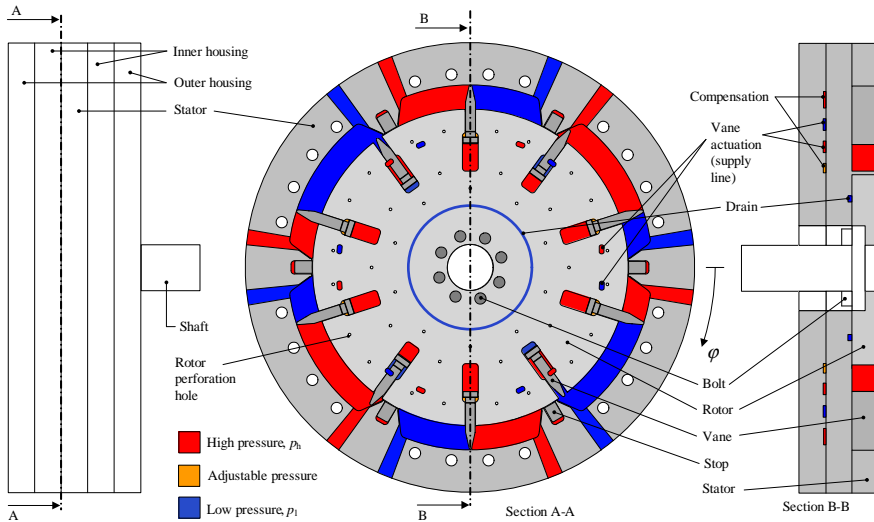 A
B
Inner housing
Outer housing
Stator
Compensation
Vane
actuation
(supply
line)
Drain
Shaft
φ
Rotor
perforation
hole
Bolt
Rotor
Vane
Stop
Stator
High pressure, pₕ
Adjustable pressure
Low pressure, pₗ
A
B
Section A-A
Section B-B